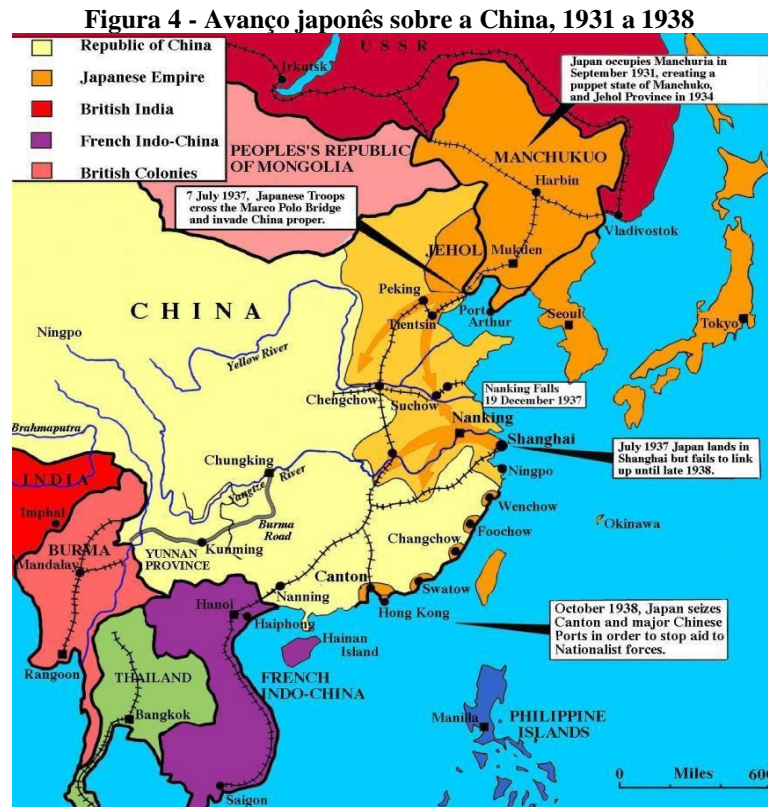 Figura 4 - Avanço japonês sobre a China, 1931 a 1938
Republic of China
Japanese Empire
British India
French Indo-China
British Colonies
U S S R
Irkutsk
Japan occupies Manchuria in
September 1931, creating a
puppet state of Manchuko,
and Jehol Province in 1934
PEOPLES'S REPUBLIC
OF MONGOLIA
MANCHUKUO
Harbin
7 July 1937, Japanese Troops
cross the Marco Polo Bridge
and invade China proper.
Vladivostok
JEHOL
Mukden
Peking
Tientsin
Port
Arthur
Seoul
Tokyo
C H I N A
Ningpo
Yellow River
Chengchow
Suchow
Nanking Falls
19 December 1937
Nanking
Shanghai
Brahmaputra
July 1937 Japan lands in
Shanghai but fails to link
up until late 1938.
Chungking
Yangtze River
Ningpo
INDIA
Imphal
Wenchow
Burma
Road
Foochow
Okinawa
BURMA
Mandalay
YUNNAN
PROVINCE
Kunming
Changchow
Canton
Swatow
Nanning
Hong Kong
Hanoi
Haiphong
October 1938, Japan seizes
Canton and major Chinese
Ports in order to stop aid to
Nationalist forces.
Hainan
Island
Rangoon
THAILAND
FRENCH
INDO-CHINA
Bangkok
Manilla
PHILIPPINE
ISLANDS
Saigon
0 Miles 600